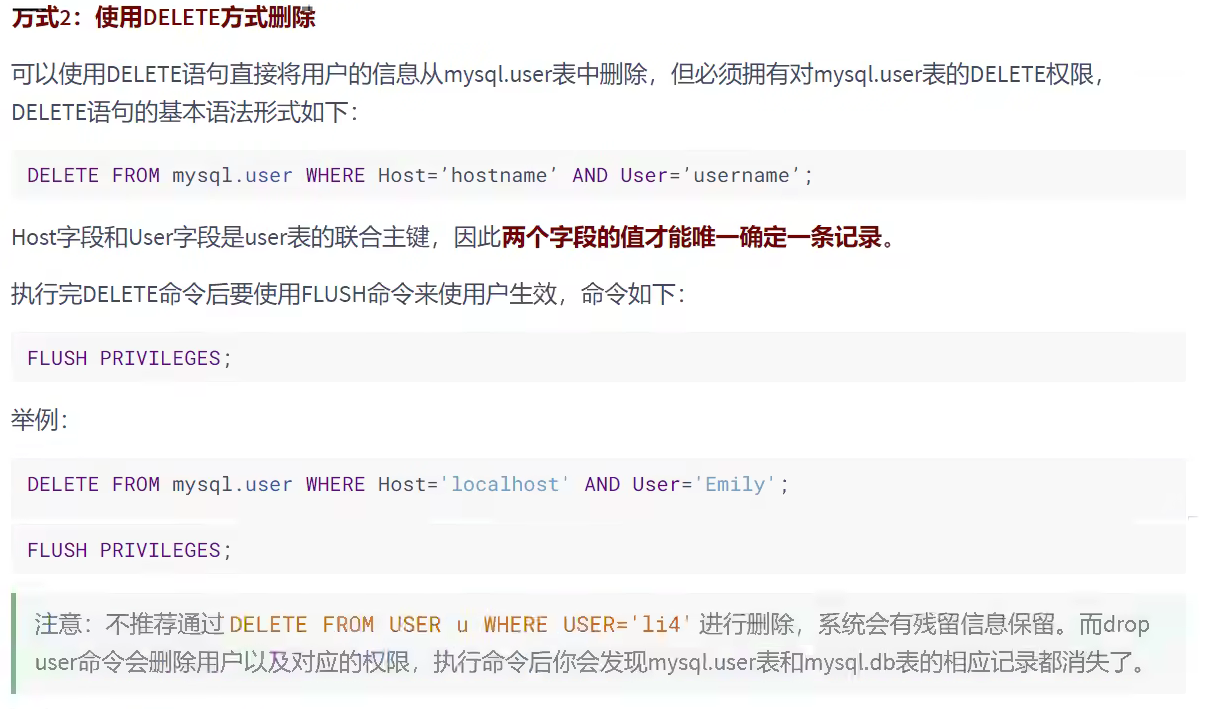 方式2：使用DELETE方式删除
可以使用DELETE语句直接将用户的信息从mysql.user表中删除，但必须拥有对mysql.user表的DELETE权限，
DELETE语句的基本语法形式如下：
DELETE FROM mysql.user WHERE Host=’hostname’ AND User=’username’;
Host字段和User字段是user表的联合主键，因此两个字段的值才能唯一确定一条记录。
执行完DELETE命令后要使用FLUSH命令来使用户生效，命令如下：
FLUSH PRIVILEGES;
举例：
DELETE FROM mysql.user WHERE Host='localhost' AND User='Emily';
FLUSH PRIVILEGES;
注意：不推荐通过 DELETE FROM USER u WHERE USER='li4' 进行删除，系统会有残留信息保留。而drop
user命令会删除用户以及对应的权限，执行命令后你会发现mysql.user表和mysql.db表的相应记录都消失了。